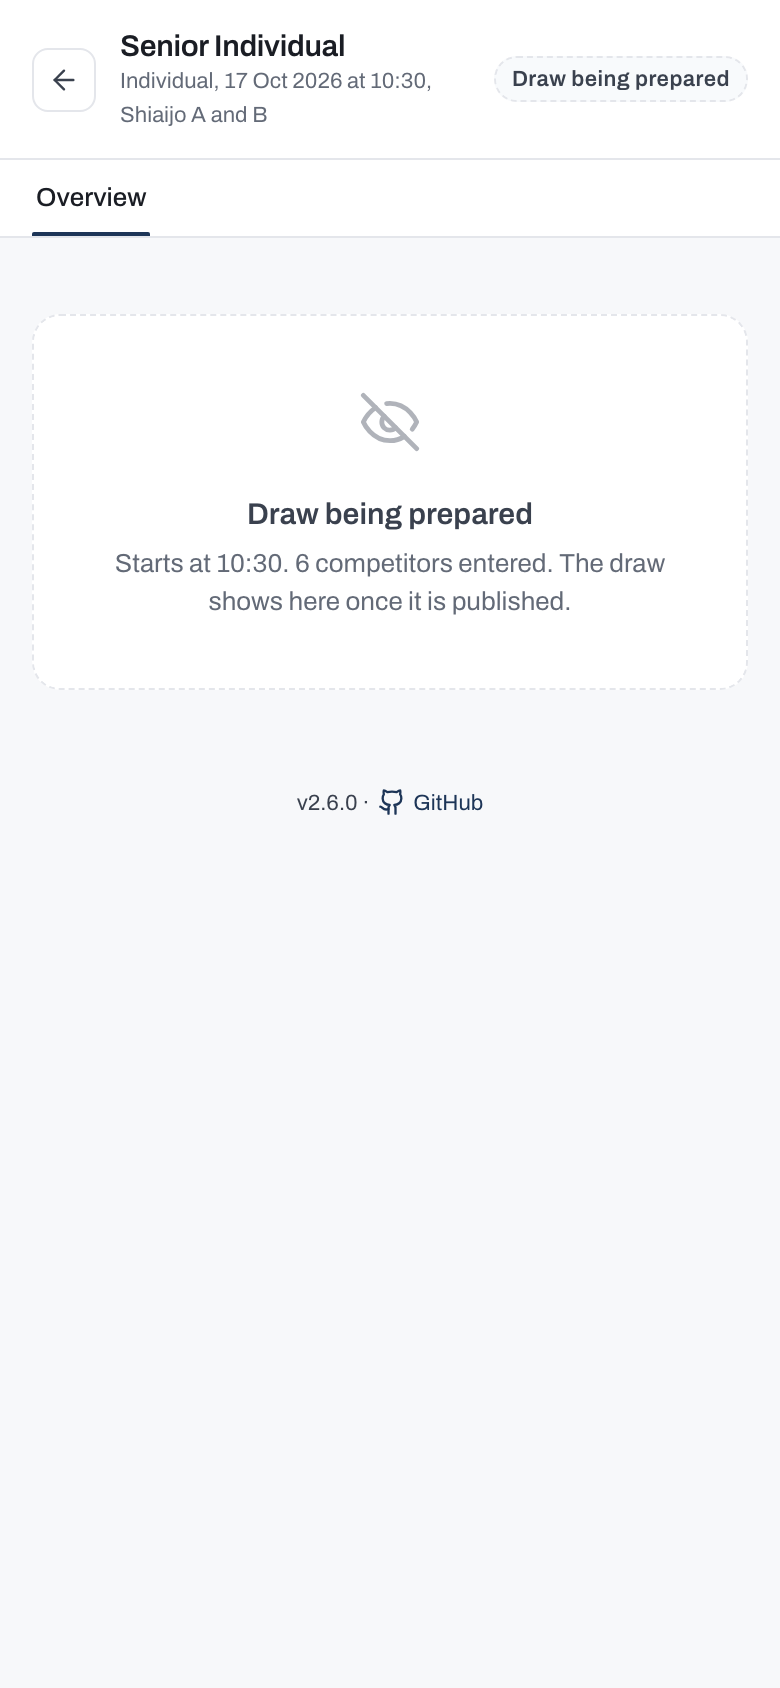 Senior Individual
Individual, 17 Oct 2026 at 10:30,
Shiaijo A and B
Draw being prepared
Overview
Draw being prepared
Starts at 10:30. 6 competitors entered. The draw
shows here once it is published.
v2.6.0 · GitHub